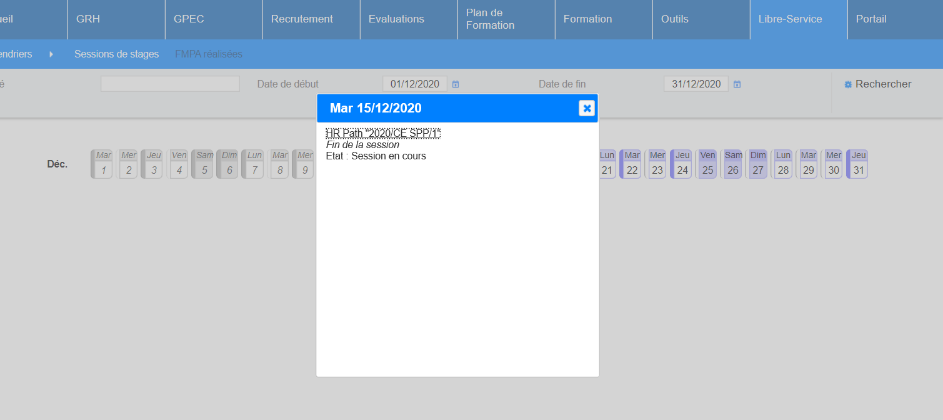 eil
GRH
GPEC
Recrutement
Evaluations
Plan de
Formation
Formation
Outils
Libre-Service
Portail
endriers
Sessions de stages
FMPA réalisées
é
Date de début
01/12/2020
Date de fin
31/12/2020
Rechercher
Mar 15/12/2020
HR Path "2020/CE SPP/1"
Fin de la session
Etat : Session en cours
Déc.
Mar Mer Jeu Ven Sam Dim Lun Mar Mer Lun Mar Mer Jeu Ven Sam Dim Lun Mar Mer Jeu
1 2 3 4 5 6 7 8 9 21 22 23 24 25 26 27 28 29 30 31